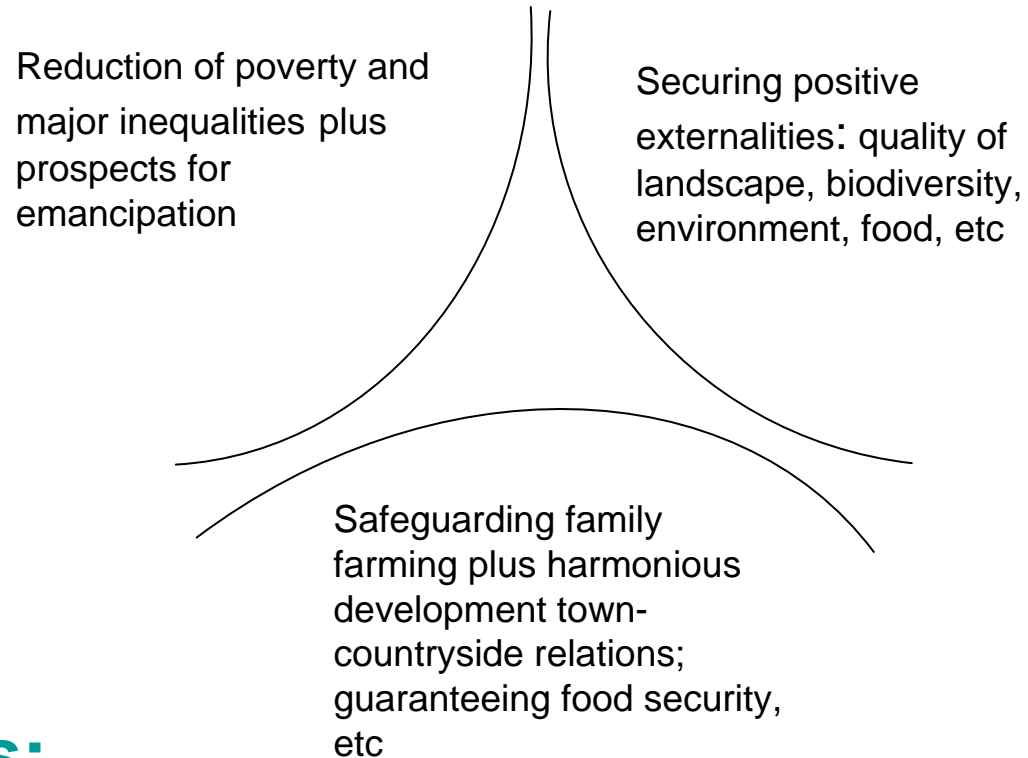 Reduction of poverty and
major inequalities plus
prospects for
emancipation
Securing positive
externalities: quality of
landscape, biodiversity,
environment, food, etc
Safeguarding family
farming plus harmonious
development town-
countryside relations;
guaranteeing food security,
etc
s: